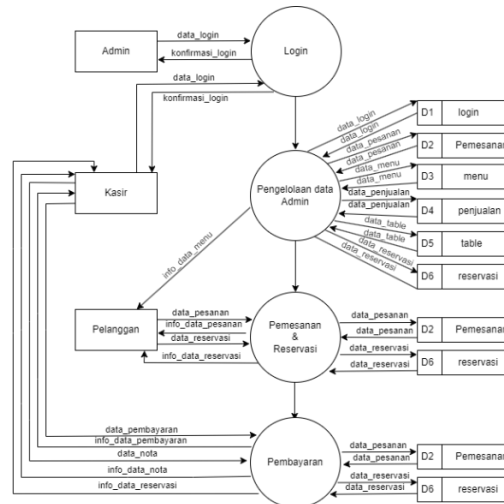 data_login
Admin
konfirmasi_login
Login
data_login
konfirmasi_login
data_login
data_login
data_pesanan
data_pesanan
data_menu
data_menu
data_penjualan
data_penjualan
data_table
data_table
data_reservasi
data_reservasi
D1 login
D2 Pemesanan
D3 menu
D4 penjualan
D5 table
D6 reservasi
Kasir
Pengelolaan data
Admin
info_data_menu
Pelanggan
data_pesanan
info_data_pesanan
data_reservasi
info_data_reservasi
Pemesanan
&
Reservasi
data_pesanan
data_pesanan
data_reservasi
data_reservasi
D2 Pemesanan
D6 reservasi
data_pembayaran
info_data_pembayaran
data_nota
info_data_nota
info_data_reservasi
Pembayaran
data_pesanan
data_pesanan
data_reservasi
data_reservasi
D2 Pemesanan
D6 reservasi